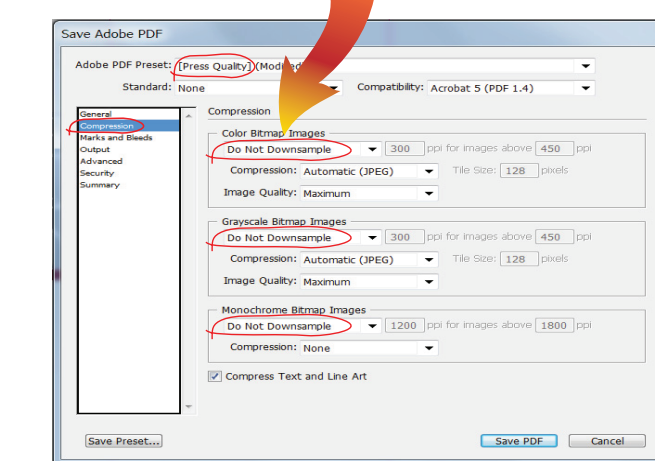 Save Adobe PDF
Adobe PDF Preset: [Press Quality] (Modified)
Standard: None Compatibility: Acrobat 5 (PDF 1.4)
General
Compression
Marks and Bleeds
Output
Advanced
Security
Summary
Compression
Color Bitmap Images
Do Not Downsample 300 ppi for images above 450 ppi
Compression: Automatic (JPEG) Tile Size: 128 pixels
Image Quality: Maximum
Grayscale Bitmap Images
Do Not Downsample 300 ppi for images above 450 ppi
Compression: Automatic (JPEG) Tile Size: 128 pixels
Image Quality: Maximum
Monochrome Bitmap Images
Do Not Downsample 1200 ppi for images above 1800 ppi
Compression: None
Compress Text and Line Art
Save Preset... Save PDF Cancel